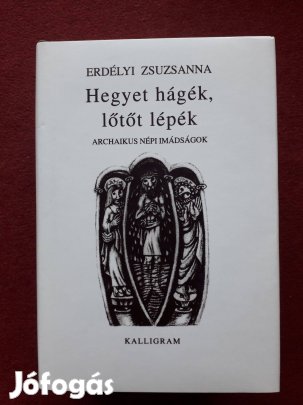 ERDÉLYI ZSUZSANNA
Hegyet hágék,
lőtőt lépék
ARCHAIKUS NÉPI IMÁDSÁGOK
KALLIGRAM
Jófogás